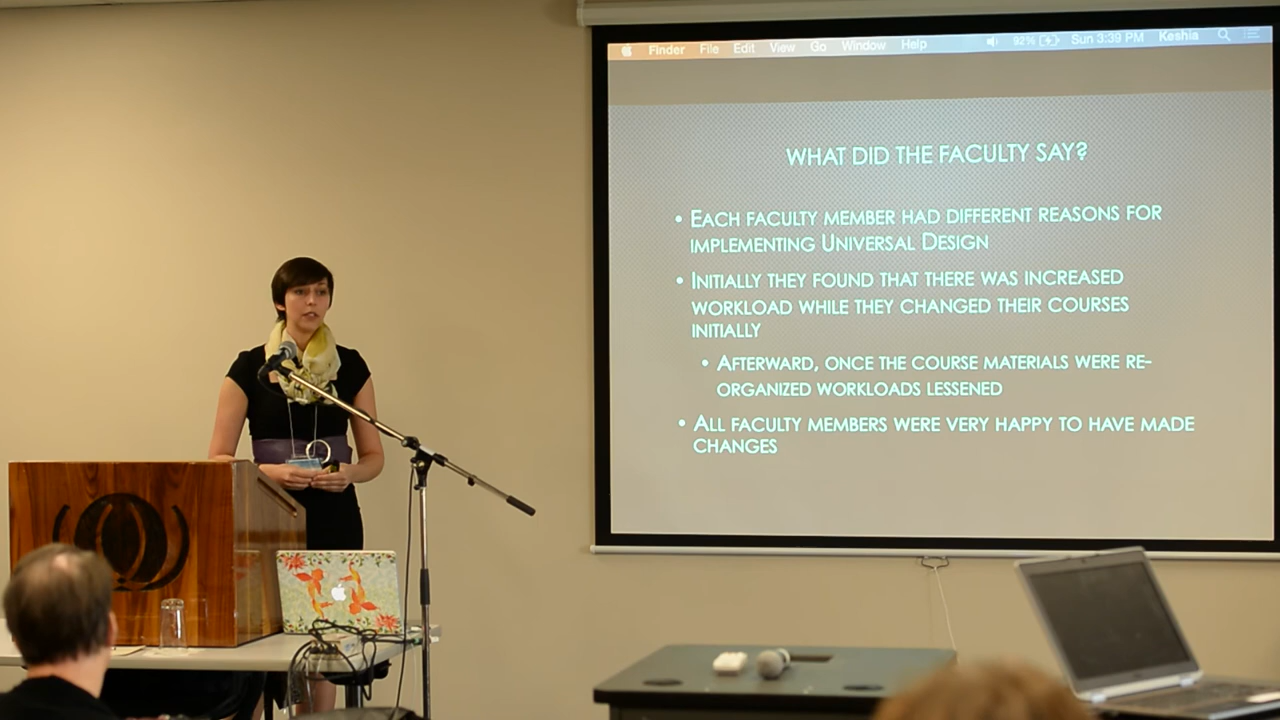 Finder File Edit View Go Window Help 92% Sun 3:39 PM Keshia
WHAT DID THE FACULTY SAY?
• EACH FACULTY MEMBER HAD DIFFERENT REASONS FOR
IMPLEMENTING UNIVERSAL DESIGN
• INITIALLY THEY FOUND THAT THERE WAS INCREASED
WORKLOAD WHILE THEY CHANGED THEIR COURSES
INITIALLY
• AFTERWARD, ONCE THE COURSE MATERIALS WERE RE-
ORGANIZED WORKLOADS LESSENED
• ALL FACULTY MEMBERS WERE VERY HAPPY TO HAVE MADE
CHANGES